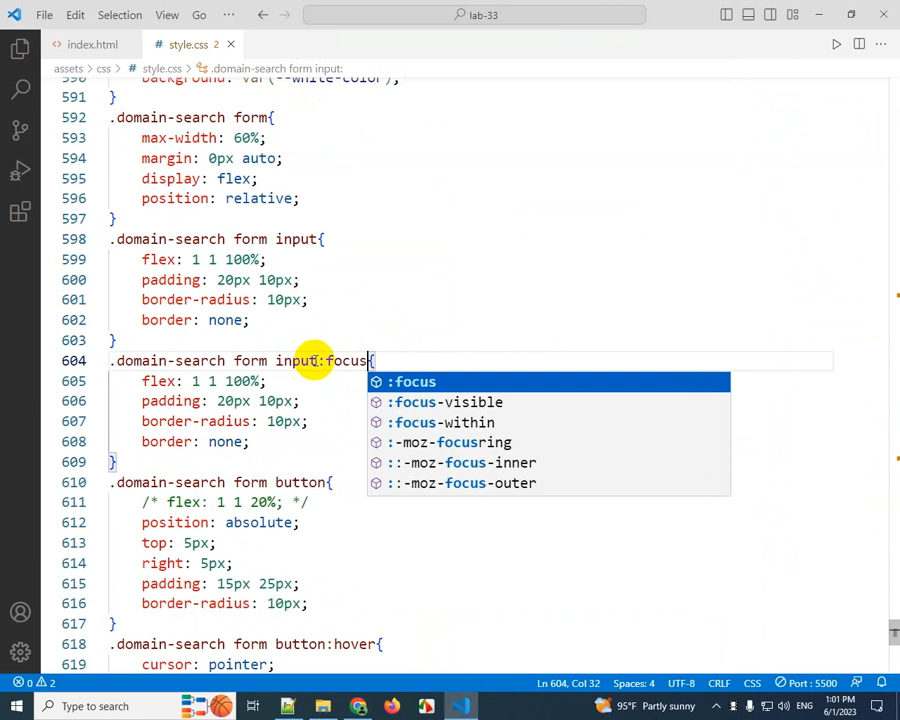 File Edit Selection View Go ··· lab-33
index.html style.css 2
assets > css > style.css > .domain-search form input:
590 background: var(--white-color);
591 }
592 .domain-search form{
593 max-width: 60%;
594 margin: 0px auto;
595 display: flex;
596 position: relative;
597 }
598 .domain-search form input{
599 flex: 1 1 100%;
600 padding: 20px 10px;
601 border-radius: 10px;
602 border: none;
603 }
604 .domain-search form input:focus{
605 flex: 1 1 100%;
606 padding: 20px 10px;
607 border-radius: 10px;
608 border: none;
609 }
:focus
:focus-visible
:focus-within
:-moz-focusring
::-moz-focus-inner
::-moz-focus-outer
610 .domain-search form button{
611 /* flex: 1 1 20%; */
612 position: absolute;
613 top: 5px;
614 right: 5px;
615 padding: 15px 25px;
616 border-radius: 10px;
617 }
618 .domain-search form button:hover{
619 cursor: pointer;
0 2 Ln 604, Col 32 Spaces: 4 UTF-8 CRLF CSS Port : 5500
Type here to search 95°F Partly sunny ENG 1:01 PM
6/1/2023